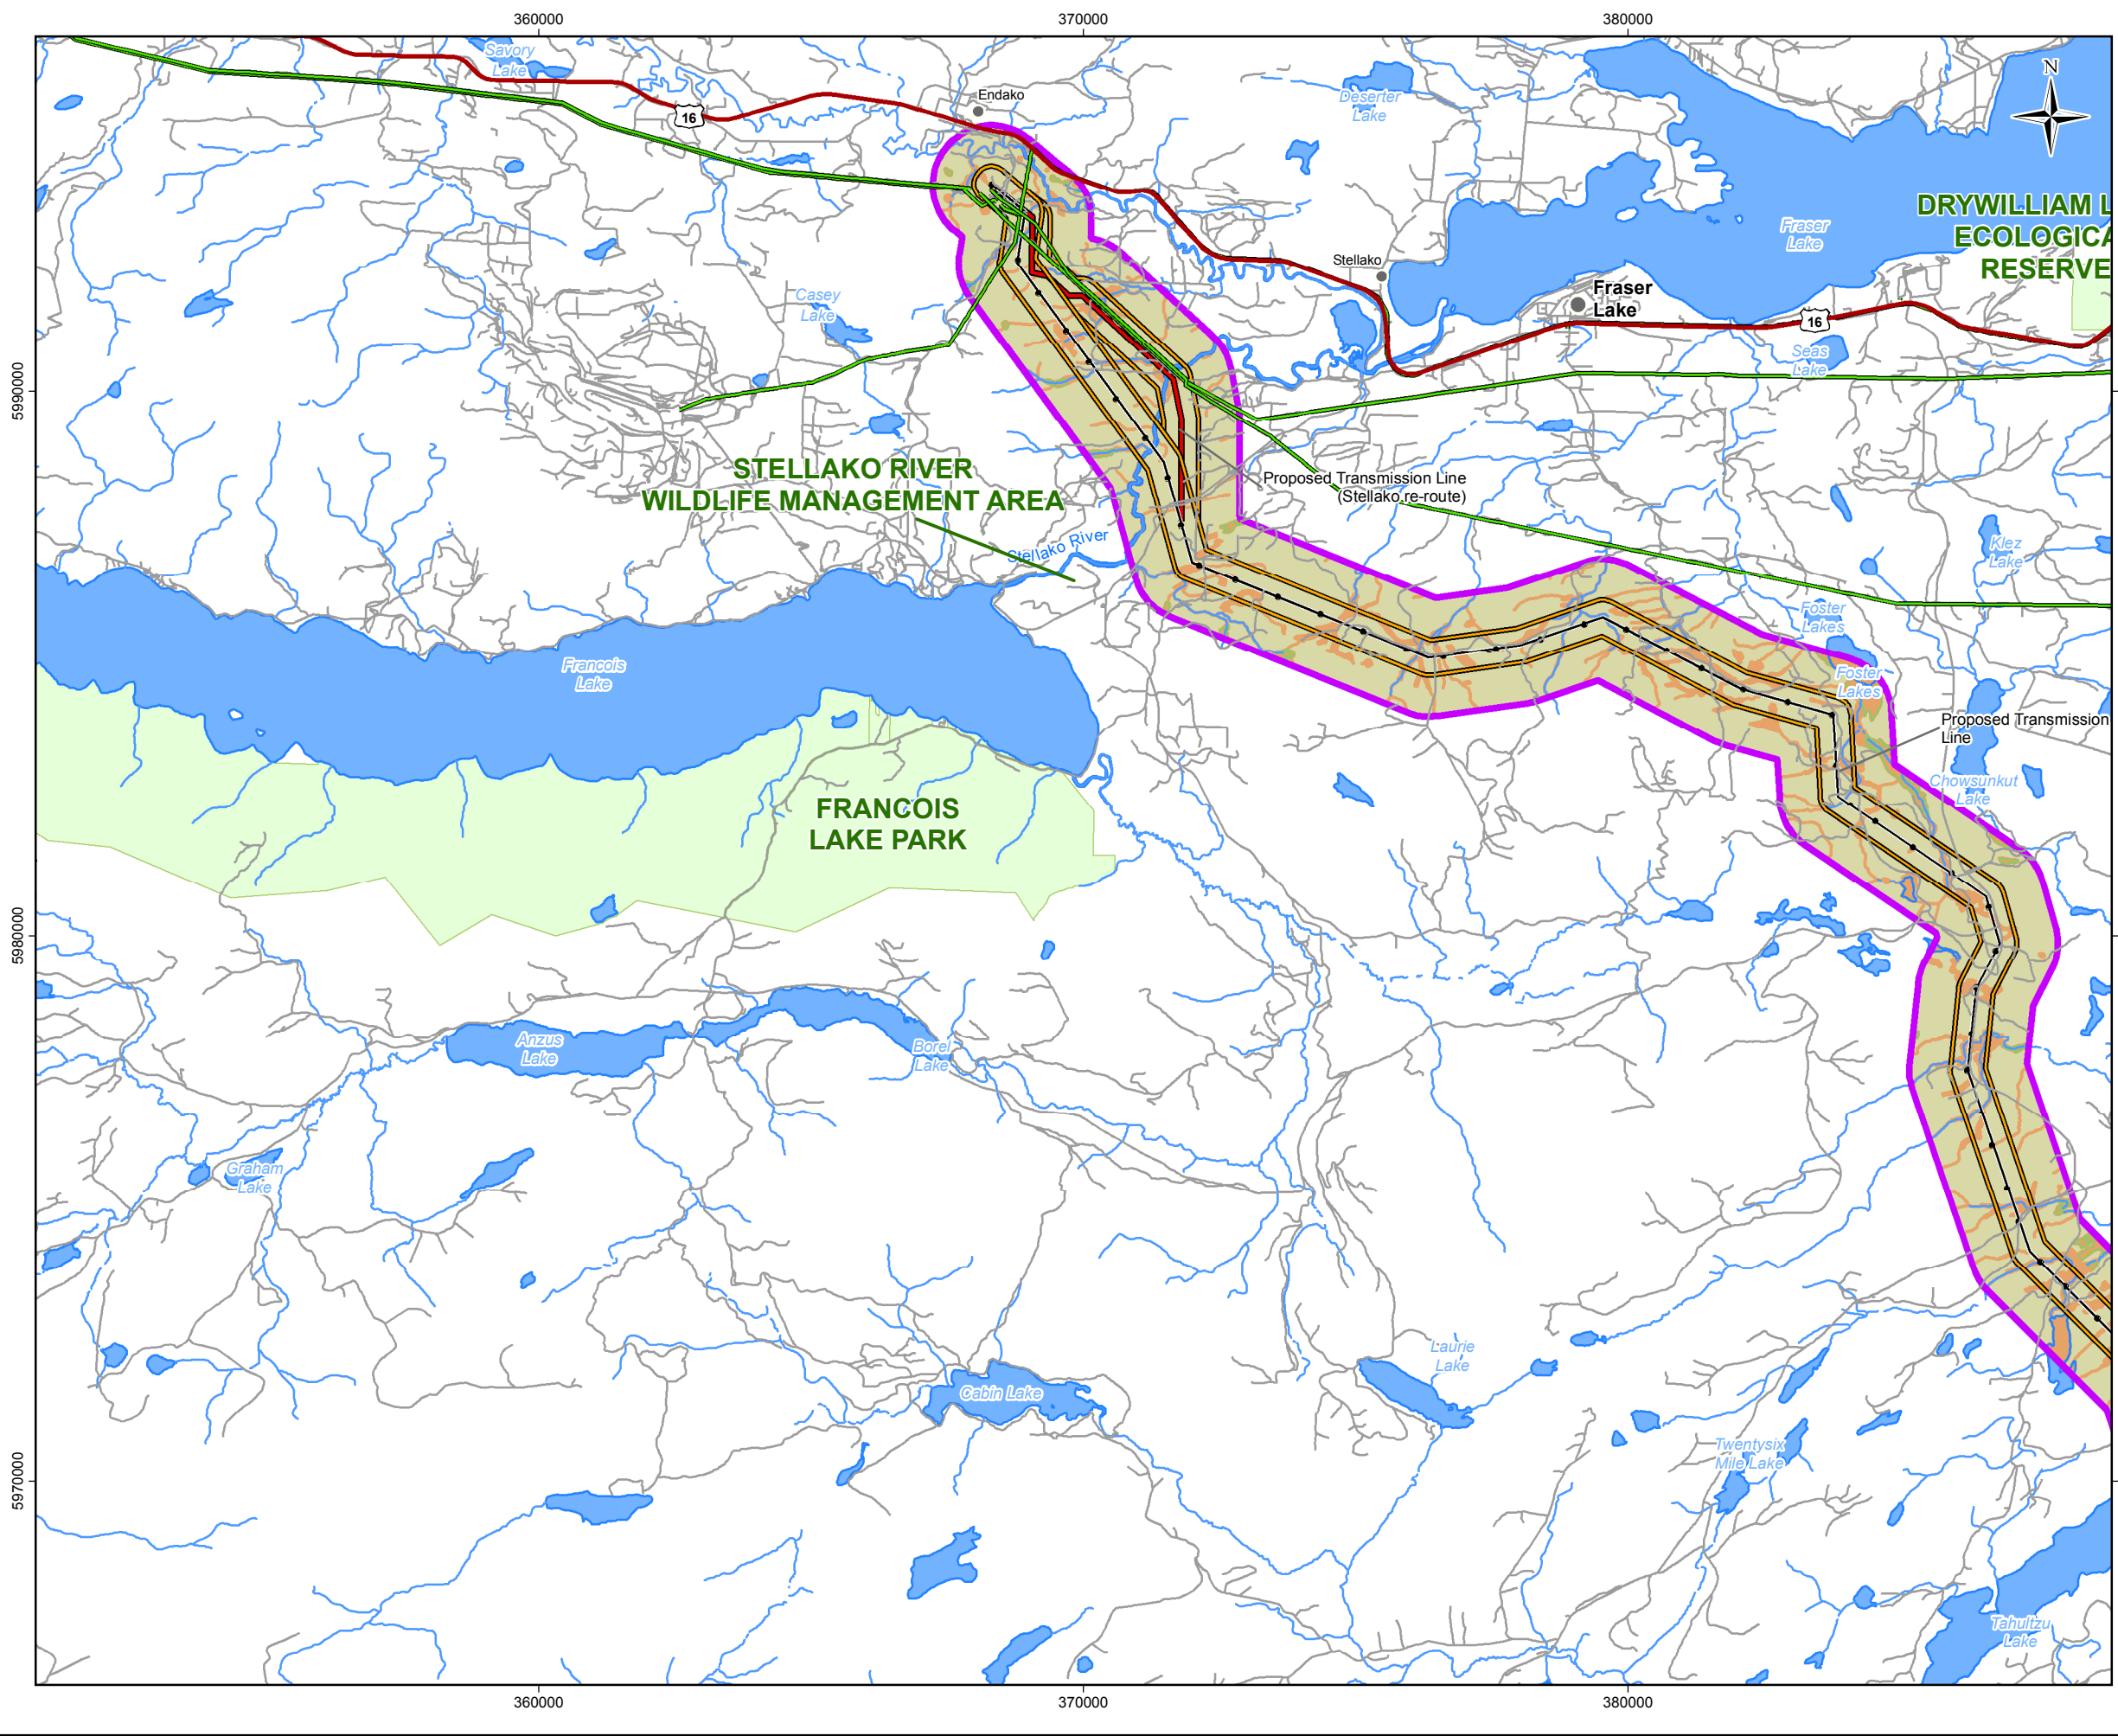 360000
370000
380000
Savory
Lake
16
Endako
Deserter
Lake
N
DRYWILLIAM L
ECOLOGICA
RESERVE
Fraser
Lake
Stellako
Fraser
Lake
16
Casey
Lake
Seas
Lake
5990000
STELLAKO RIVER
WILDLIFE MANAGEMENT AREA
Proposed Transmission Line
(Stellako re-route)
Stellako River
Klez
Lake
Foster
Lakes
Francois
Lake
Foster
Lakes
Proposed Transmission
Line
Chowsunkut
Lake
FRANCOIS
LAKE PARK
5980000
Anzus
Lake
Borel
Lake
Graham
Lake
Laurie
Lake
Cabin Lake
Twentysix
Mile Lake
5970000
Tahultzu
Lake
360000
370000
380000